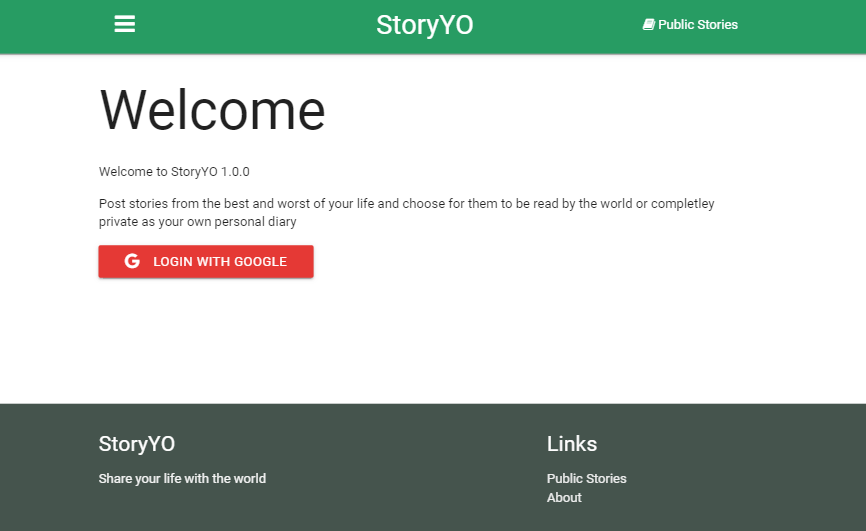 StoryYO
Public Stories
Welcome
Welcome to StoryYO 1.0.0
Post stories from the best and worst of your life and choose for them to be read by the world or completley
private as your own personal diary
LOGIN WITH GOOGLE
StoryYO
Share your life with the world
Links
Public Stories
About